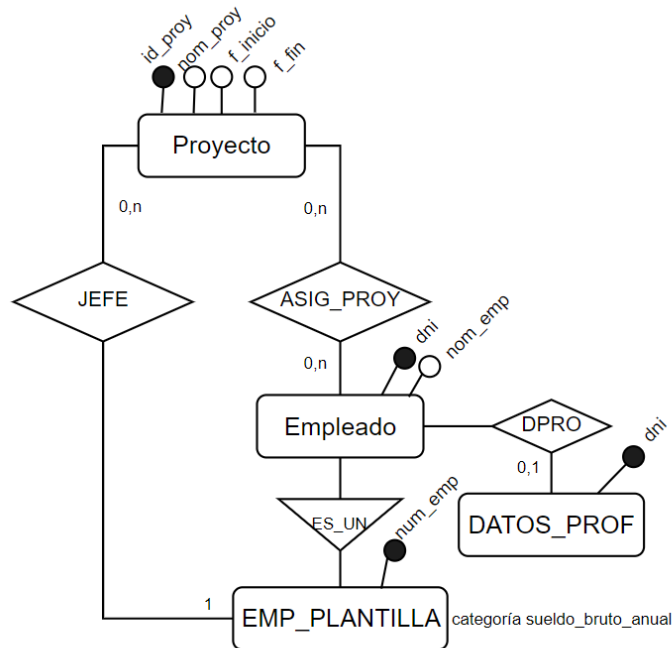 id_proy
nom_proy
f_inicio
f_fin
Proyecto
0,n
0,n
JEFE
ASIG_PROY
0,n
dni
nom_emp
Empleado
DPRO
0,1
dni
ES_UN
num_emp
DATOS_PROF
1
EMP_PLANTILLA
categoría sueldo_bruto_anual